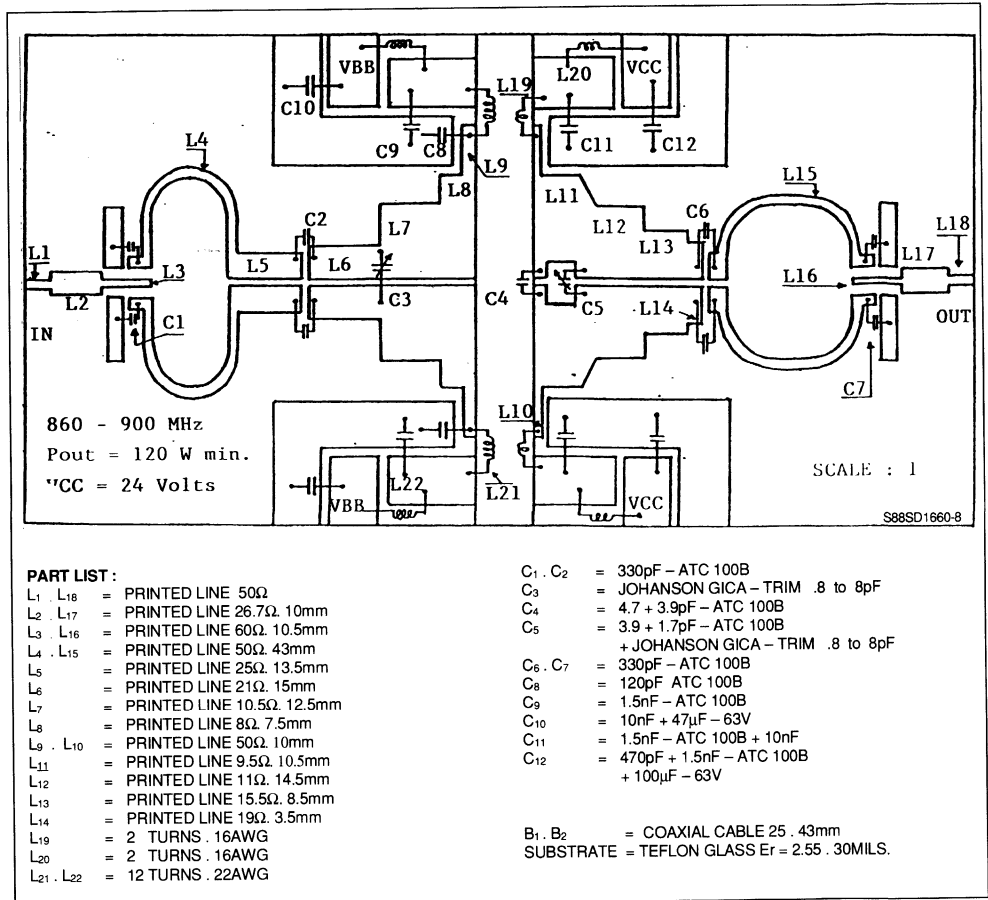 VBB
L20
VCC
L19
C10
C9
C8
C11
C12
L4
L9
L15
L8
L11
L7
C2
L12
C6
L18
L1
L5
L6
L13
L17
L3
L16
L2
C3
C4
C5
L14
IN
C1
OUT
C7
L10
860 - 900 MHz
Pout = 120 W min.
VCC = 24 Volts
L22
L21
VBB
VCC
SCALE : 1
S88SD1660-8
PART LIST :
L1 . L18 = PRINTED LINE 50Ω
L2 . L17 = PRINTED LINE 26.7Ω. 10mm
L3 . L16 = PRINTED LINE 60Ω. 10.5mm
L4 . L15 = PRINTED LINE 50Ω. 43mm
L5 = PRINTED LINE 25Ω. 13.5mm
L6 = PRINTED LINE 21Ω. 15mm
L7 = PRINTED LINE 10.5Ω. 12.5mm
L8 = PRINTED LINE 8Ω. 7.5mm
L9 . L10 = PRINTED LINE 50Ω. 10mm
L11 = PRINTED LINE 9.5Ω. 10.5mm
L12 = PRINTED LINE 11Ω. 14.5mm
L13 = PRINTED LINE 15.5Ω. 8.5mm
L14 = PRINTED LINE 19Ω. 3.5mm
L19 = 2 TURNS . 16AWG
L20 = 2 TURNS . 16AWG
L21 . L22 = 12 TURNS . 22AWG
C1 . C2 = 330pF – ATC 100B
C3 = JOHANSON GICA – TRIM .8 to 8pF
C4 = 4.7 + 3.9pF – ATC 100B
C5 = 3.9 + 1.7pF – ATC 100B
+ JOHANSON GICA – TRIM .8 to 8pF
C6 . C7 = 330pF – ATC 100B
C8 = 120pF ATC 100B
C9 = 1.5nF – ATC 100B
C10 = 10nF + 47μF – 63V
C11 = 1.5nF – ATC 100B + 10nF
C12 = 470pF + 1.5nF – ATC 100B
+ 100μF – 63V
B1 . B2 = COAXIAL CABLE 25 . 43mm
SUBSTRATE = TEFLON GLASS Er = 2.55 . 30MILS.